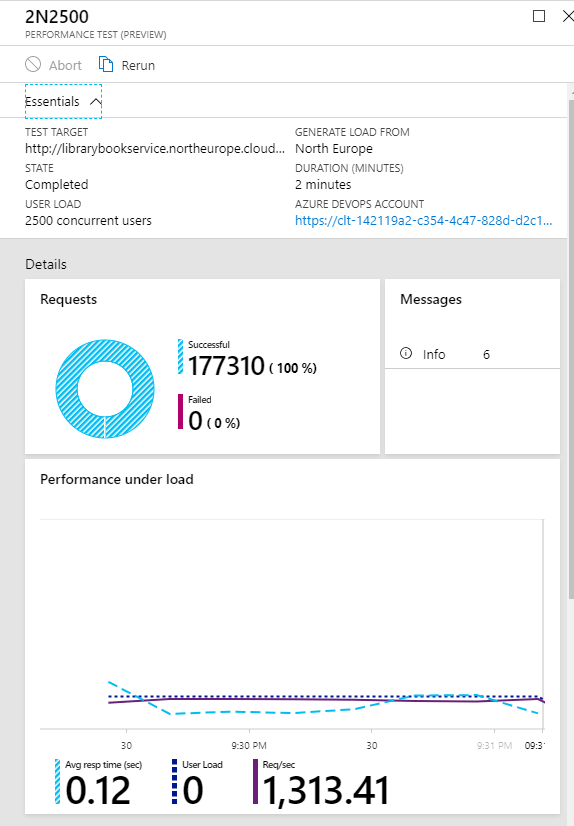 2N2500
PERFORMANCE TEST (PREVIEW)
Abort Rerun
Essentials
TEST TARGET
http://librarybookservice.northeurope.cloud...
STATE
Completed
USER LOAD
2500 concurrent users
GENERATE LOAD FROM
North Europe
DURATION (MINUTES)
2 minutes
AZURE DEVOPS ACCOUNT
https://clt-142119a2-c354-4c47-828d-d2c1...
Details
Requests
Successful
177310 ( 100 %)
Failed
0 ( 0 %)
Messages
Info 6
Performance under load
30 9:30 PM 30 9:31 PM 09:3
Avg resp time (sec)
0.12
User Load
0
Req/sec
1,313.41